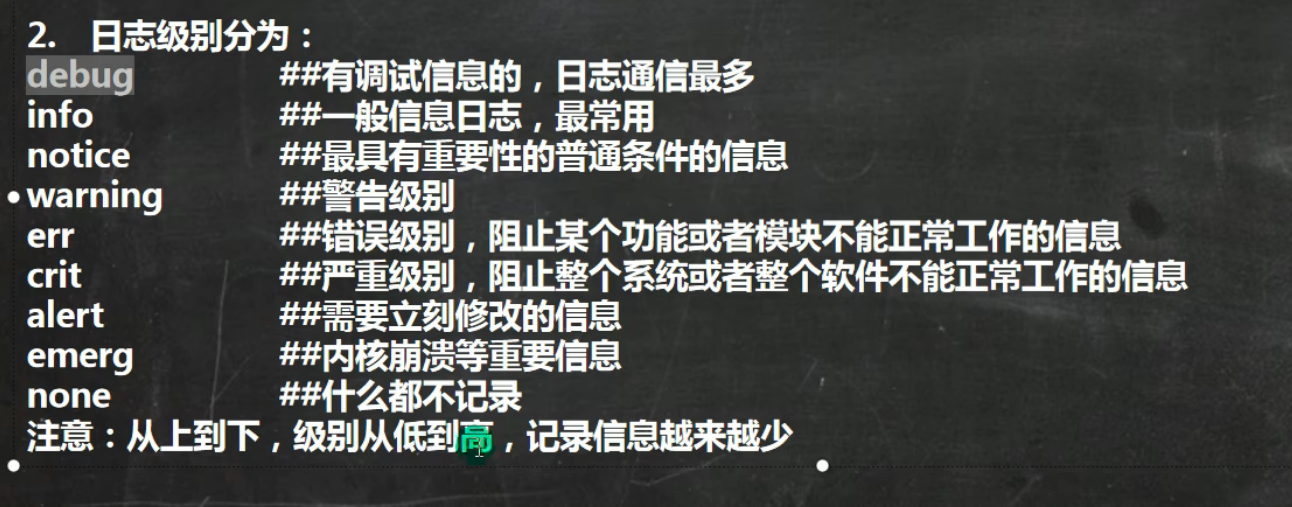 2. 日志级别分为：
debug ##有调试信息的，日志通信最多
info ##一般信息日志，最常用
notice ##最具有重要性的普通条件的信息
warning ##警告级别
err ##错误级别，阻止某个功能或者模块不能正常工作的信息
crit ##严重级别，阻止整个系统或者整个软件不能正常工作的信息
alert ##需要立刻修改的信息
emerg ##内核崩溃等重要信息
none ##什么都不记录
注意：从上到下，级别从低到高，记录信息越来越少